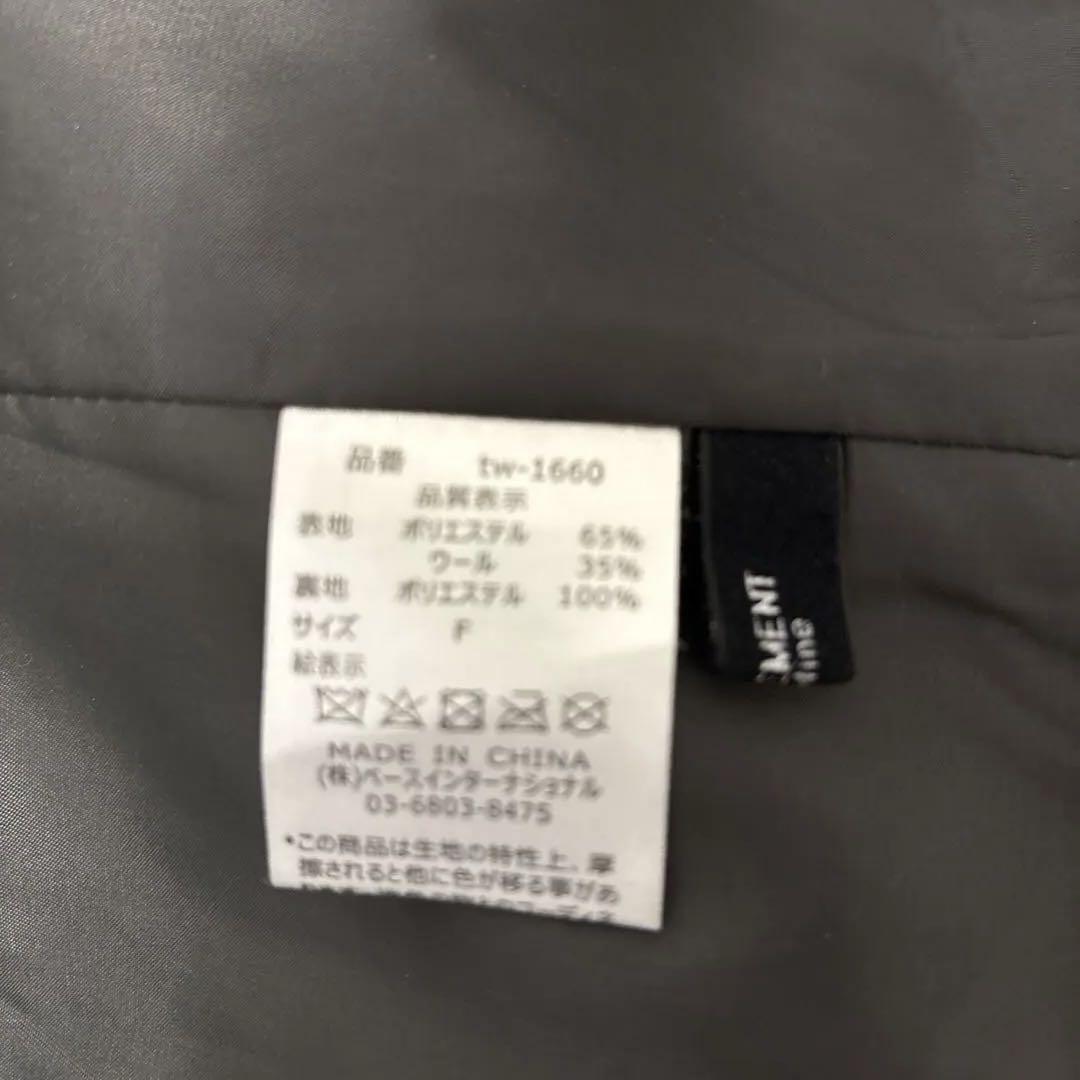 品番 tw-1660
品質表示
表地 ポリエステル 65%
ウール 35%
裏地 ポリエステル 100%
サイズ F
絵表示
MADE IN CHINA
(株)ベースインターナショナル
03-6803-8475
•この商品は生地の特性上、摩
擦されると他に色が移る事があ
EMENT
ine